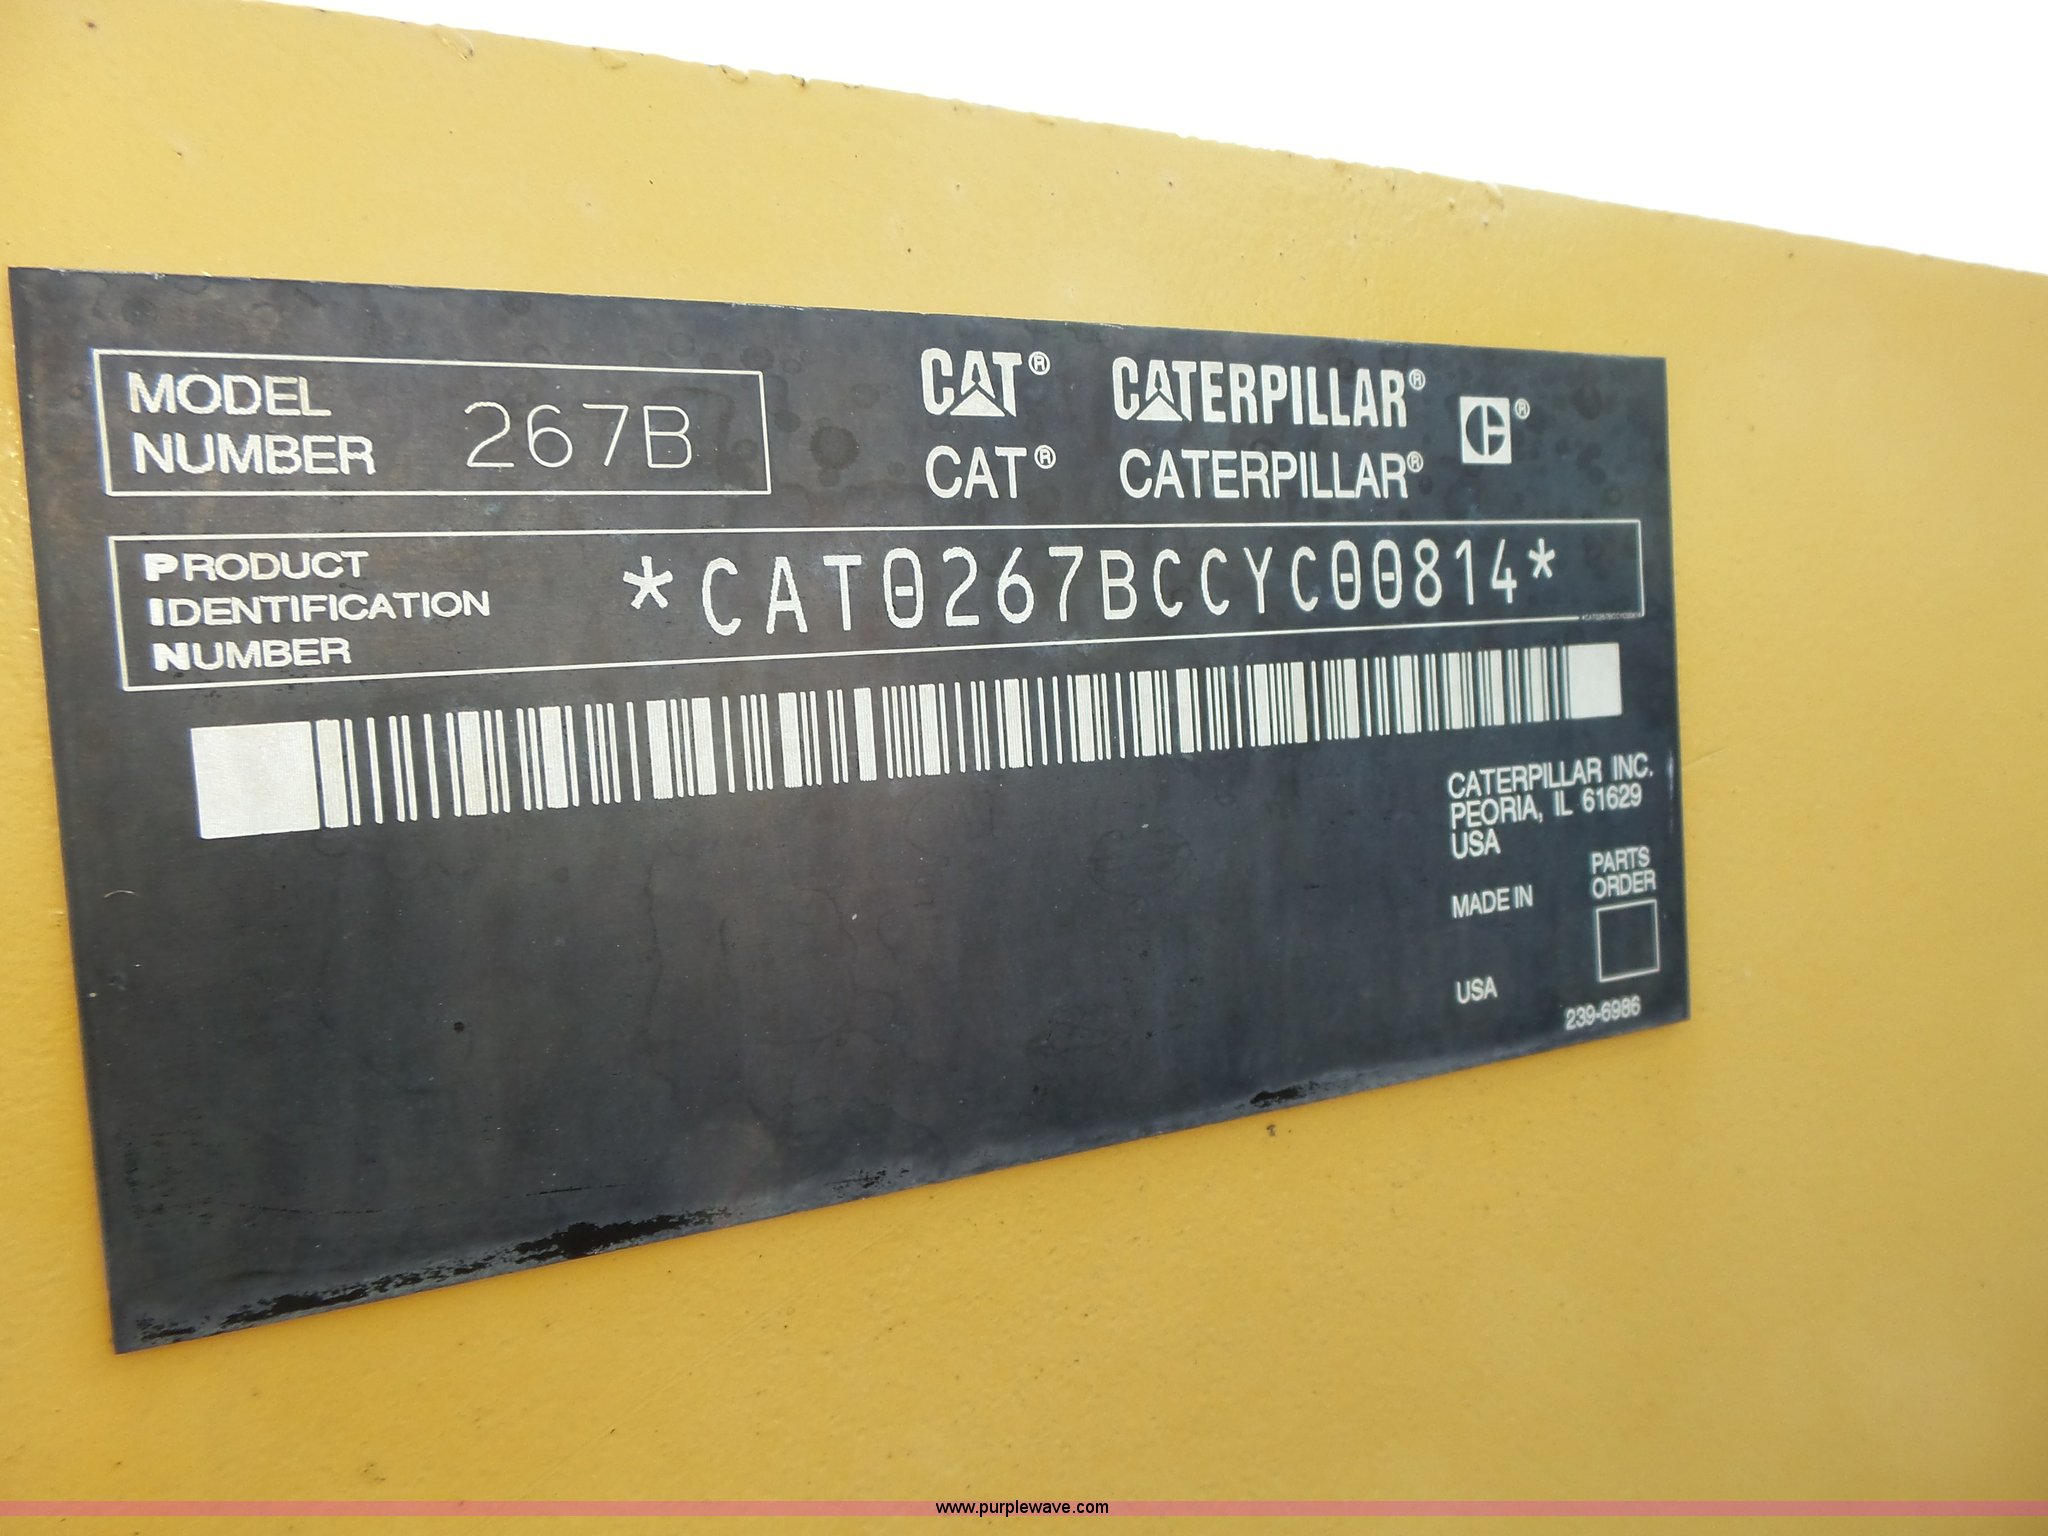 MODEL
NUMBER
267B
CAT® CATERPILLAR®
CAT® CATERPILLAR®
PRODUCT
IDENTIFICATION
NUMBER
*CAT0267BCCYC00814*
CATERPILLAR INC.
PEORIA, IL 61629
USA
PARTS
ORDER
MADE IN
USA
239-6986
www.purplewave.com